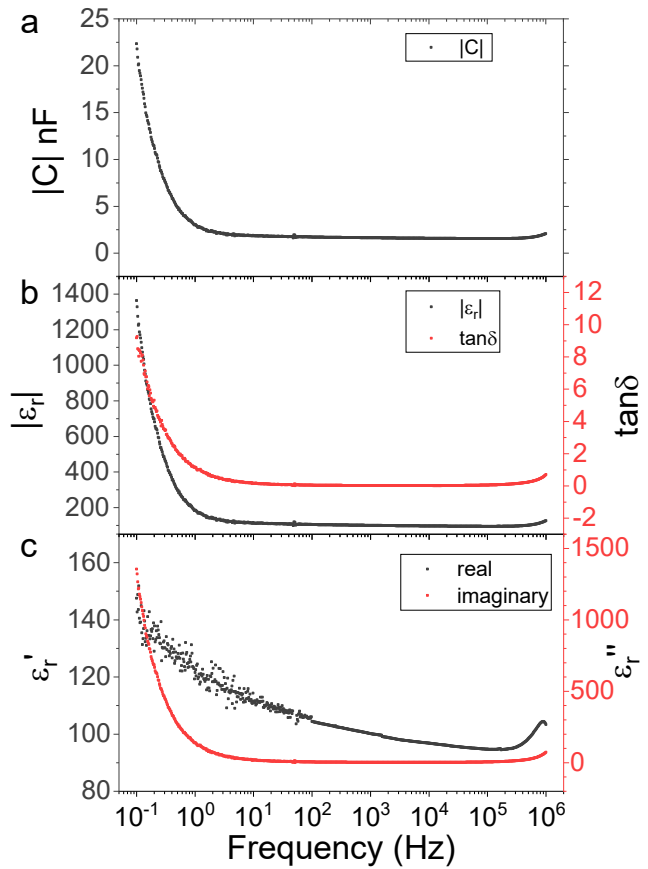 a
25
20
15
10
5
0
|C| nF
|C|
b
1400
1200
1000
800
600
400
200
|εr|
|εr|
tanδ
12
10
8
6
4
2
0
-2
tanδ
c
160
140
120
100
80
εr'
real
imaginary
1500
1000
500
0
εr"
10⁻¹ 10⁰ 10¹ 10² 10³ 10⁴ 10⁵ 10⁶
Frequency (Hz)